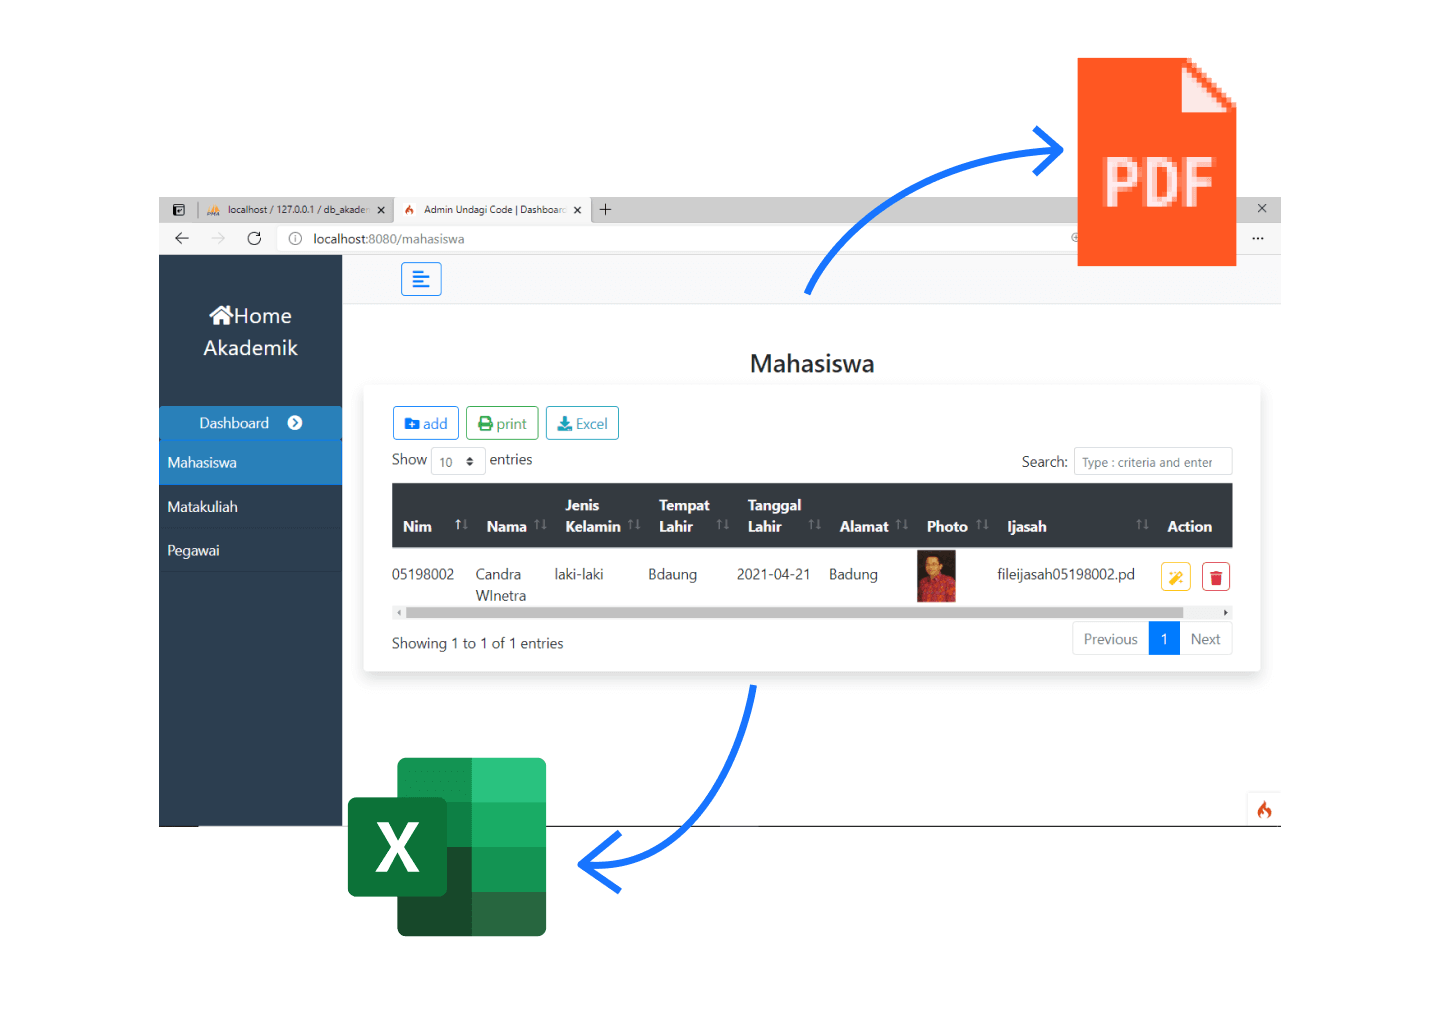 PDF
localhost / 127.0.0.1 / db_akader
Admin Undagi Code | Dashboard
localhost:8080/mahasiswa
Home
Akademik
Dashboard
Mahasiswa
Matakuliah
Pegawai
Mahasiswa
add print Excel
Show 10 entries
Search: Type : criteria and enter
Nim Nama Jenis Kelamin Tempat Lahir Tanggal Lahir Alamat Photo Ijasah Action
05198002 Candra WInetra laki-laki Bdaung 2021-04-21 Badung fileijasah05198002.pd
Showing 1 to 1 of 1 entries
Previous 1 Next
X